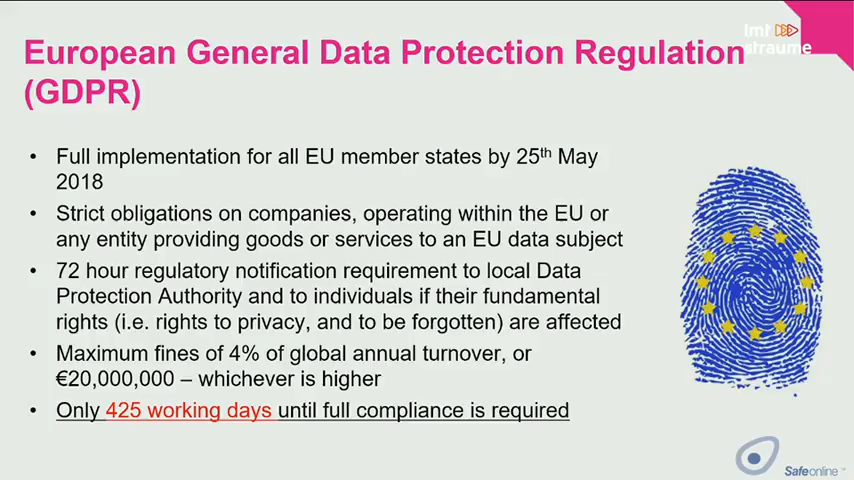 lmt
straume
European General Data Protection Regulation
(GDPR)
• Full implementation for all EU member states by 25th May
2018
• Strict obligations on companies, operating within the EU or
any entity providing goods or services to an EU data subject
• 72 hour regulatory notification requirement to local Data
Protection Authority and to individuals if their fundamental
rights (i.e. rights to privacy, and to be forgotten) are affected
• Maximum fines of 4% of global annual turnover, or
€20,000,000 – whichever is higher
• Only 425 working days until full compliance is required
Safeonline™